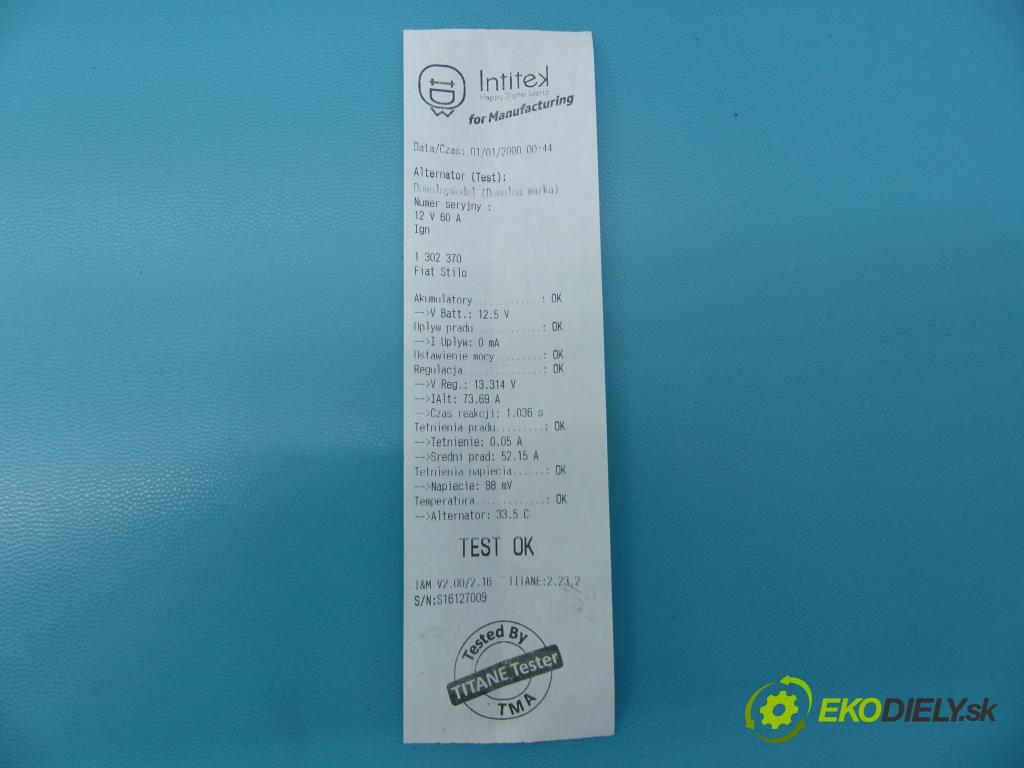 Intitek
Happy Digital World
for Manufacturing
Data/Czas: 01/01/2000 00:44
Alternator (Test):
Dowolnymodel (Dowolna marka)
Numer seryjny :
12 V 60 A
Ign
1 302 370
Fiat Stilo
Akumulatory............: OK
-->V Batt.: 12.5 V
Uplyw pradu............: OK
-->I Uplyw: 0 mA
Ustawienie mocy........: OK
Regulacja..............: OK
-->V Reg.: 13.314 V
-->IAlt: 73.69 A
-->Czas reakcji: 1.036 s
Tetnienia pradu........: OK
-->Tetnienie: 0.05 A
-->Sredni prad: 52.15 A
Tetnienia napiecia.....: OK
-->Napiecie: 98 mV
Temperatura............: OK
-->Alternator: 33.5 C
TEST OK
I&M V2.00/2.16 TITANE:2.23.2
S/N:S16127009
Tested By
TITANE Tester
TMA
EKODIELY.sk